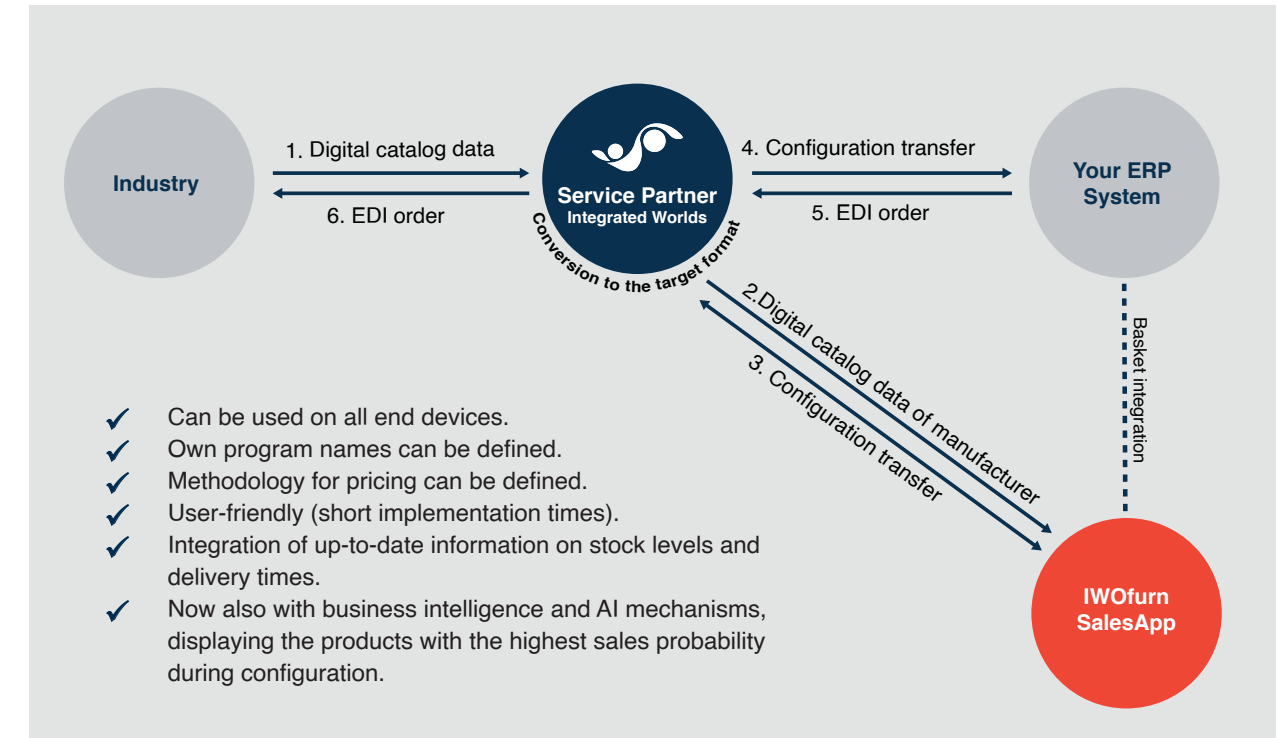 Industry
1. Digital catalog data
6. EDI order
Service Partner
Integrated Worlds
Conversion to the target format
4. Configuration transfer
5. EDI order
Your ERP
System
2.Digital catalog data of manufacturer
3. Configuration transfer
Basket integration
IWOfurn
SalesApp
✓ Can be used on all end devices.
✓ Own program names can be defined.
✓ Methodology for pricing can be defined.
✓ User-friendly (short implementation times).
✓ Integration of up-to-date information on stock levels and
delivery times.
✓ Now also with business intelligence and AI mechanisms,
displaying the products with the highest sales probability
during configuration.